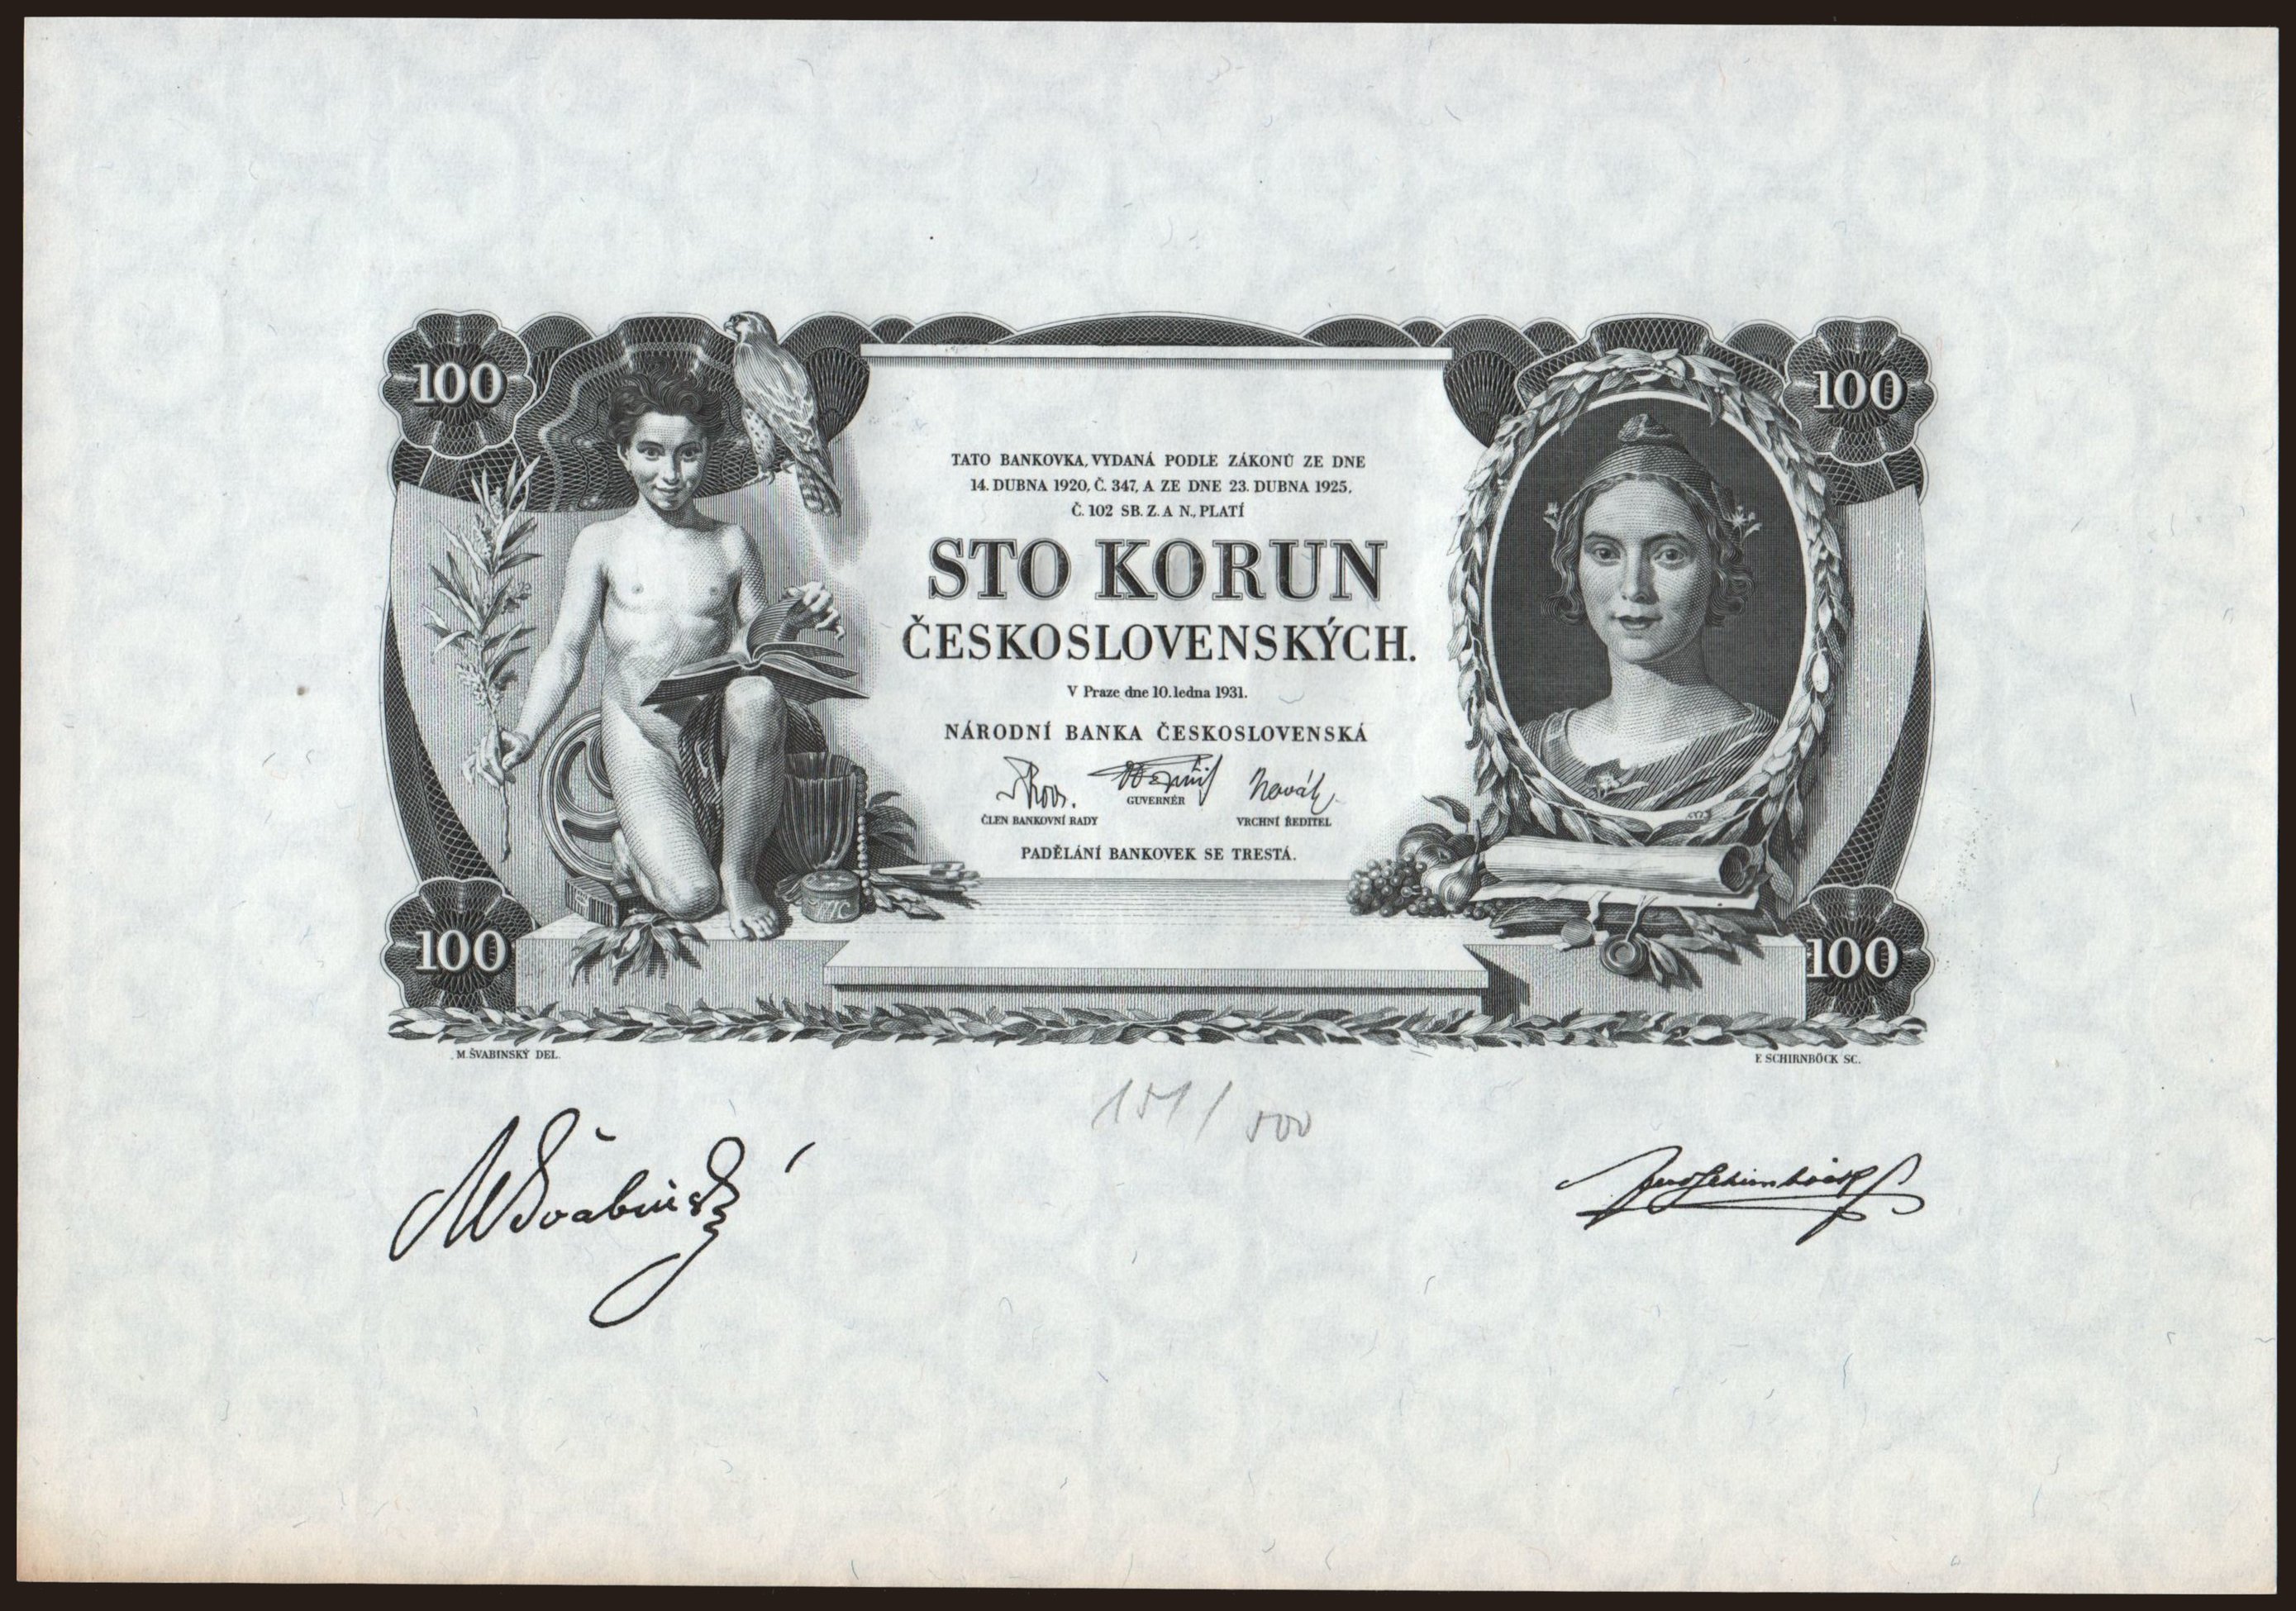 100
100
TATO BANKOVKA, VYDANÁ PODLE ZÁKONŮ ZE DNE
14. DUBNA 1920, Č. 347, A ZE DNE 23. DUBNA 1925,
Č. 102 SB. Z. A N., PLATÍ
STO KORUN
ČESKOSLOVENSKÝCH.
V Praze dne 10. ledna 1931.
NÁRODNÍ BANKA ČESKOSLOVENSKÁ
Novák
GUVERNÉR
ČLEN BANKOVNÍ RADY VRCHNÍ ŘEDITEL
PADĚLÁNÍ BANKOVEK SE TRESTÁ.
100
100
M. ŠVABINSKÝ DEL.
F. SCHIRNBÖCK SC.
151/500
MŠvabinský